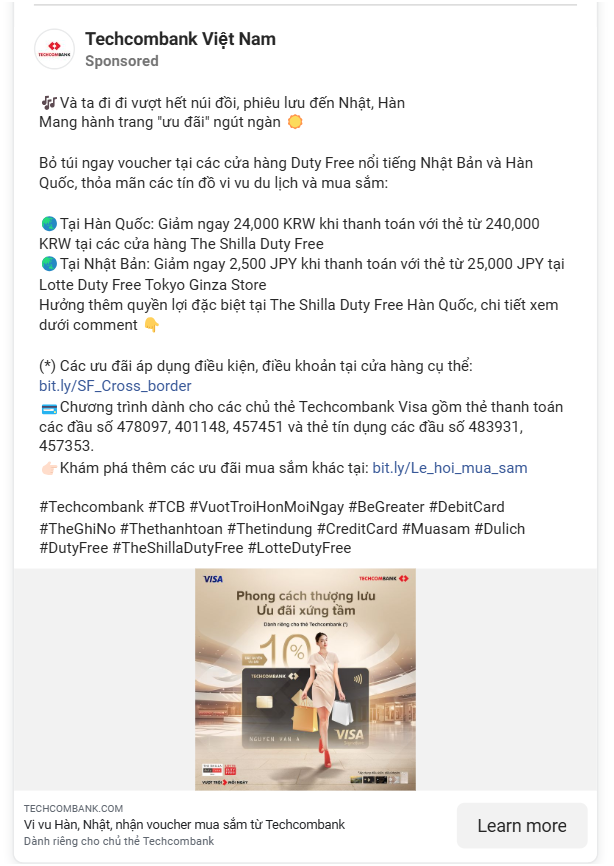 Techcombank Việt Nam
TECHCOMBANK
Sponsored
🎶Và ta đi đi vượt hết núi đồi, phiêu lưu đến Nhật, Hàn
Mang hành trang "ưu đãi" ngút ngàn 🌞
Bỏ túi ngay voucher tại các cửa hàng Duty Free nổi tiếng Nhật Bản và Hàn
Quốc, thỏa mãn các tín đồ vi vu du lịch và mua sắm:
🌏Tại Hàn Quốc: Giảm ngay 24,000 KRW khi thanh toán với thẻ từ 240,000
KRW tại các cửa hàng The Shilla Duty Free
🌏Tại Nhật Bản: Giảm ngay 2,500 JPY khi thanh toán với thẻ từ 25,000 JPY tại
Lotte Duty Free Tokyo Ginza Store
Hưởng thêm quyền lợi đặc biệt tại The Shilla Duty Free Hàn Quốc, chi tiết xem
dưới comment 👇
(*) Các ưu đãi áp dụng điều kiện, điều khoản tại cửa hàng cụ thể:
bit.ly/SF_Cross_border
💳Chương trình dành cho các chủ thẻ Techcombank Visa gồm thẻ thanh toán
các đầu số 478097, 401148, 457451 và thẻ tín dụng các đầu số 483931,
457353.
👉🏻Khám phá thêm các ưu đãi mua sắm khác tại: bit.ly/Le_hoi_mua_sam
#Techcombank #TCB #VuotTroiHonMoiNgay #BeGreater #DebitCard
#TheGhiNo #Thethanhtoan #Thetindung #CreditCard #Muasam #Dulich
#DutyFree #TheShillaDutyFree #LotteDutyFree
VISA
TECHCOMBANK
Phong cách thượng lưu
Ưu đãi xứng tầm
Dành riêng cho thẻ Techcombank (*)
10%
TECHCOMBANK
NGUYEN VAN A
VISA
VƯỢT TRỘI MỖI NGÀY
TECHCOMBANK.COM
Vi vu Hàn, Nhật, nhận voucher mua sắm từ Techcombank
Dành riêng cho chủ thẻ Techcombank
Learn more